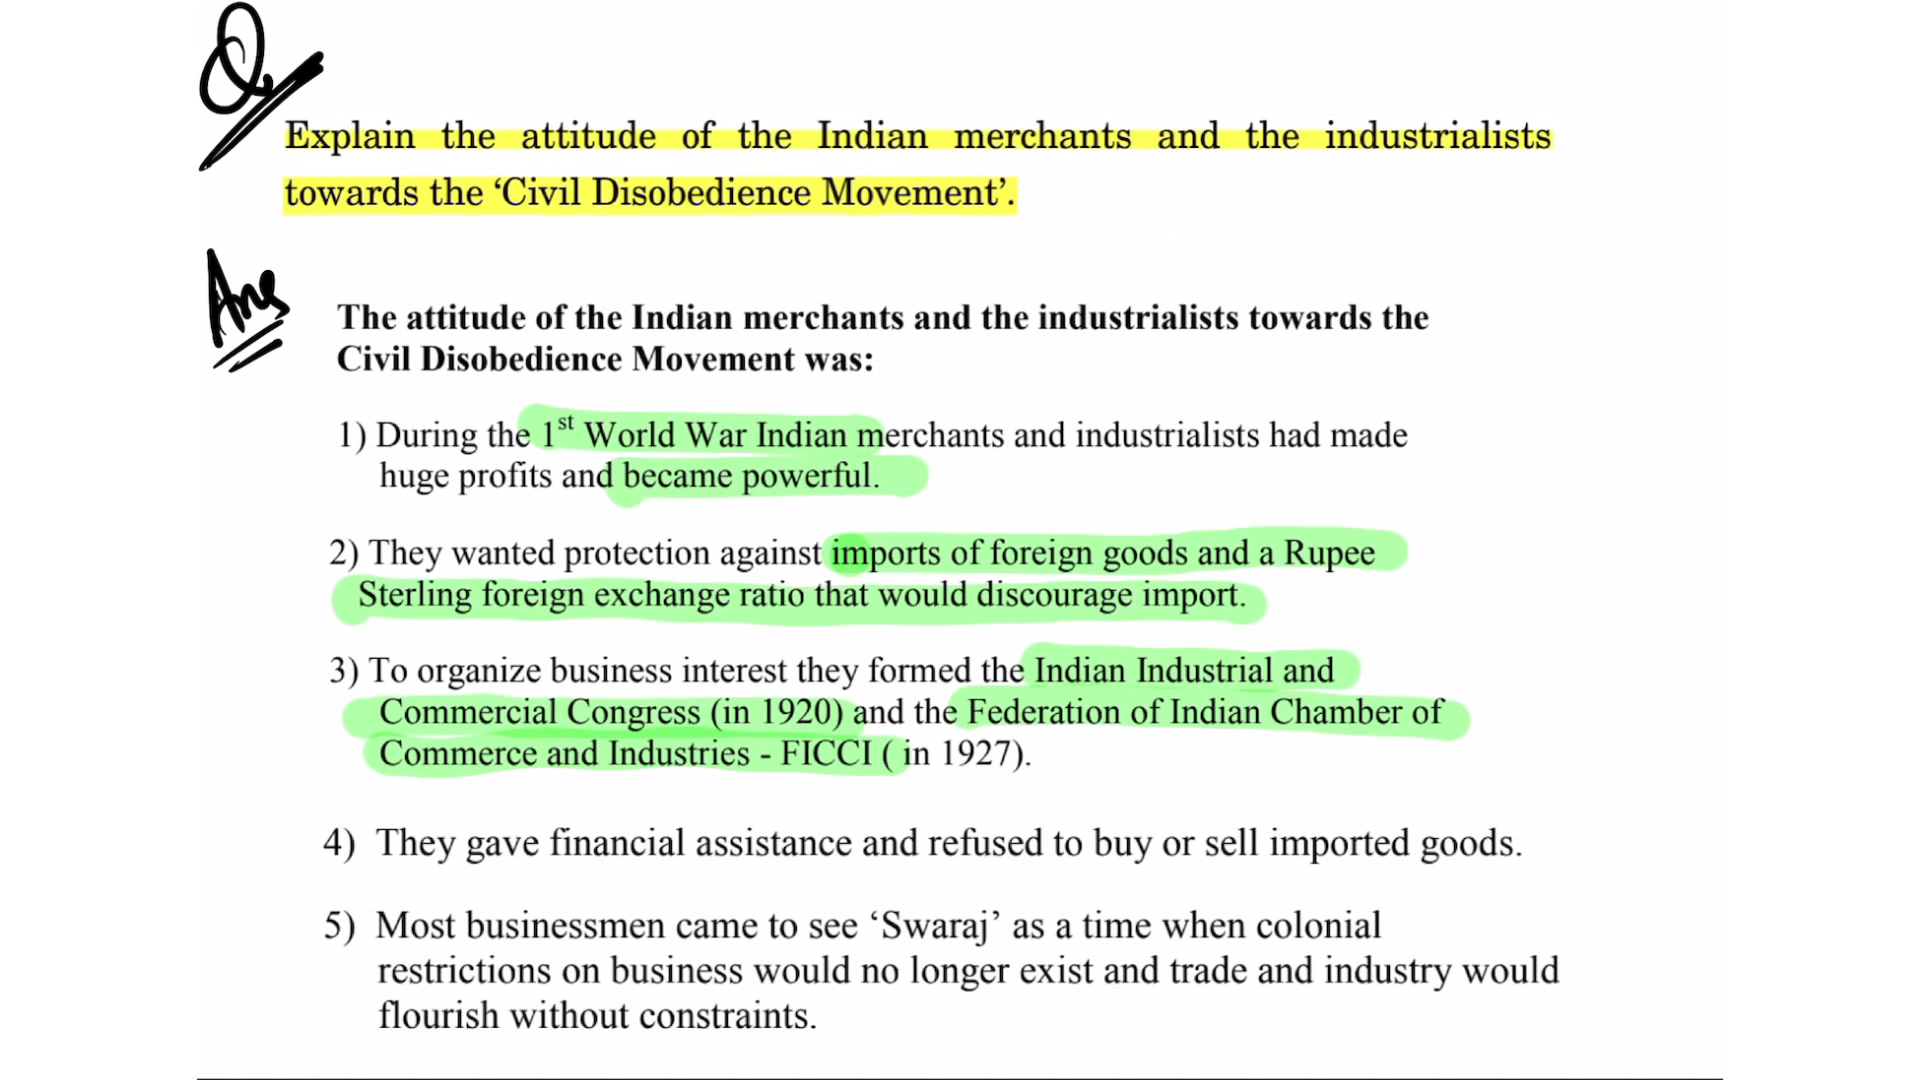 Q.
Explain the attitude of the Indian merchants and the industrialists
towards the ‘Civil Disobedience Movement’.
Ans
The attitude of the Indian merchants and the industrialists towards the
Civil Disobedience Movement was:
1) During the 1st World War Indian merchants and industrialists had made
huge profits and became powerful.
2) They wanted protection against imports of foreign goods and a Rupee
Sterling foreign exchange ratio that would discourage import.
3) To organize business interest they formed the Indian Industrial and
Commercial Congress (in 1920) and the Federation of Indian Chamber of
Commerce and Industries - FICCI ( in 1927).
4) They gave financial assistance and refused to buy or sell imported goods.
5) Most businessmen came to see ‘Swaraj’ as a time when colonial
restrictions on business would no longer exist and trade and industry would
flourish without constraints.